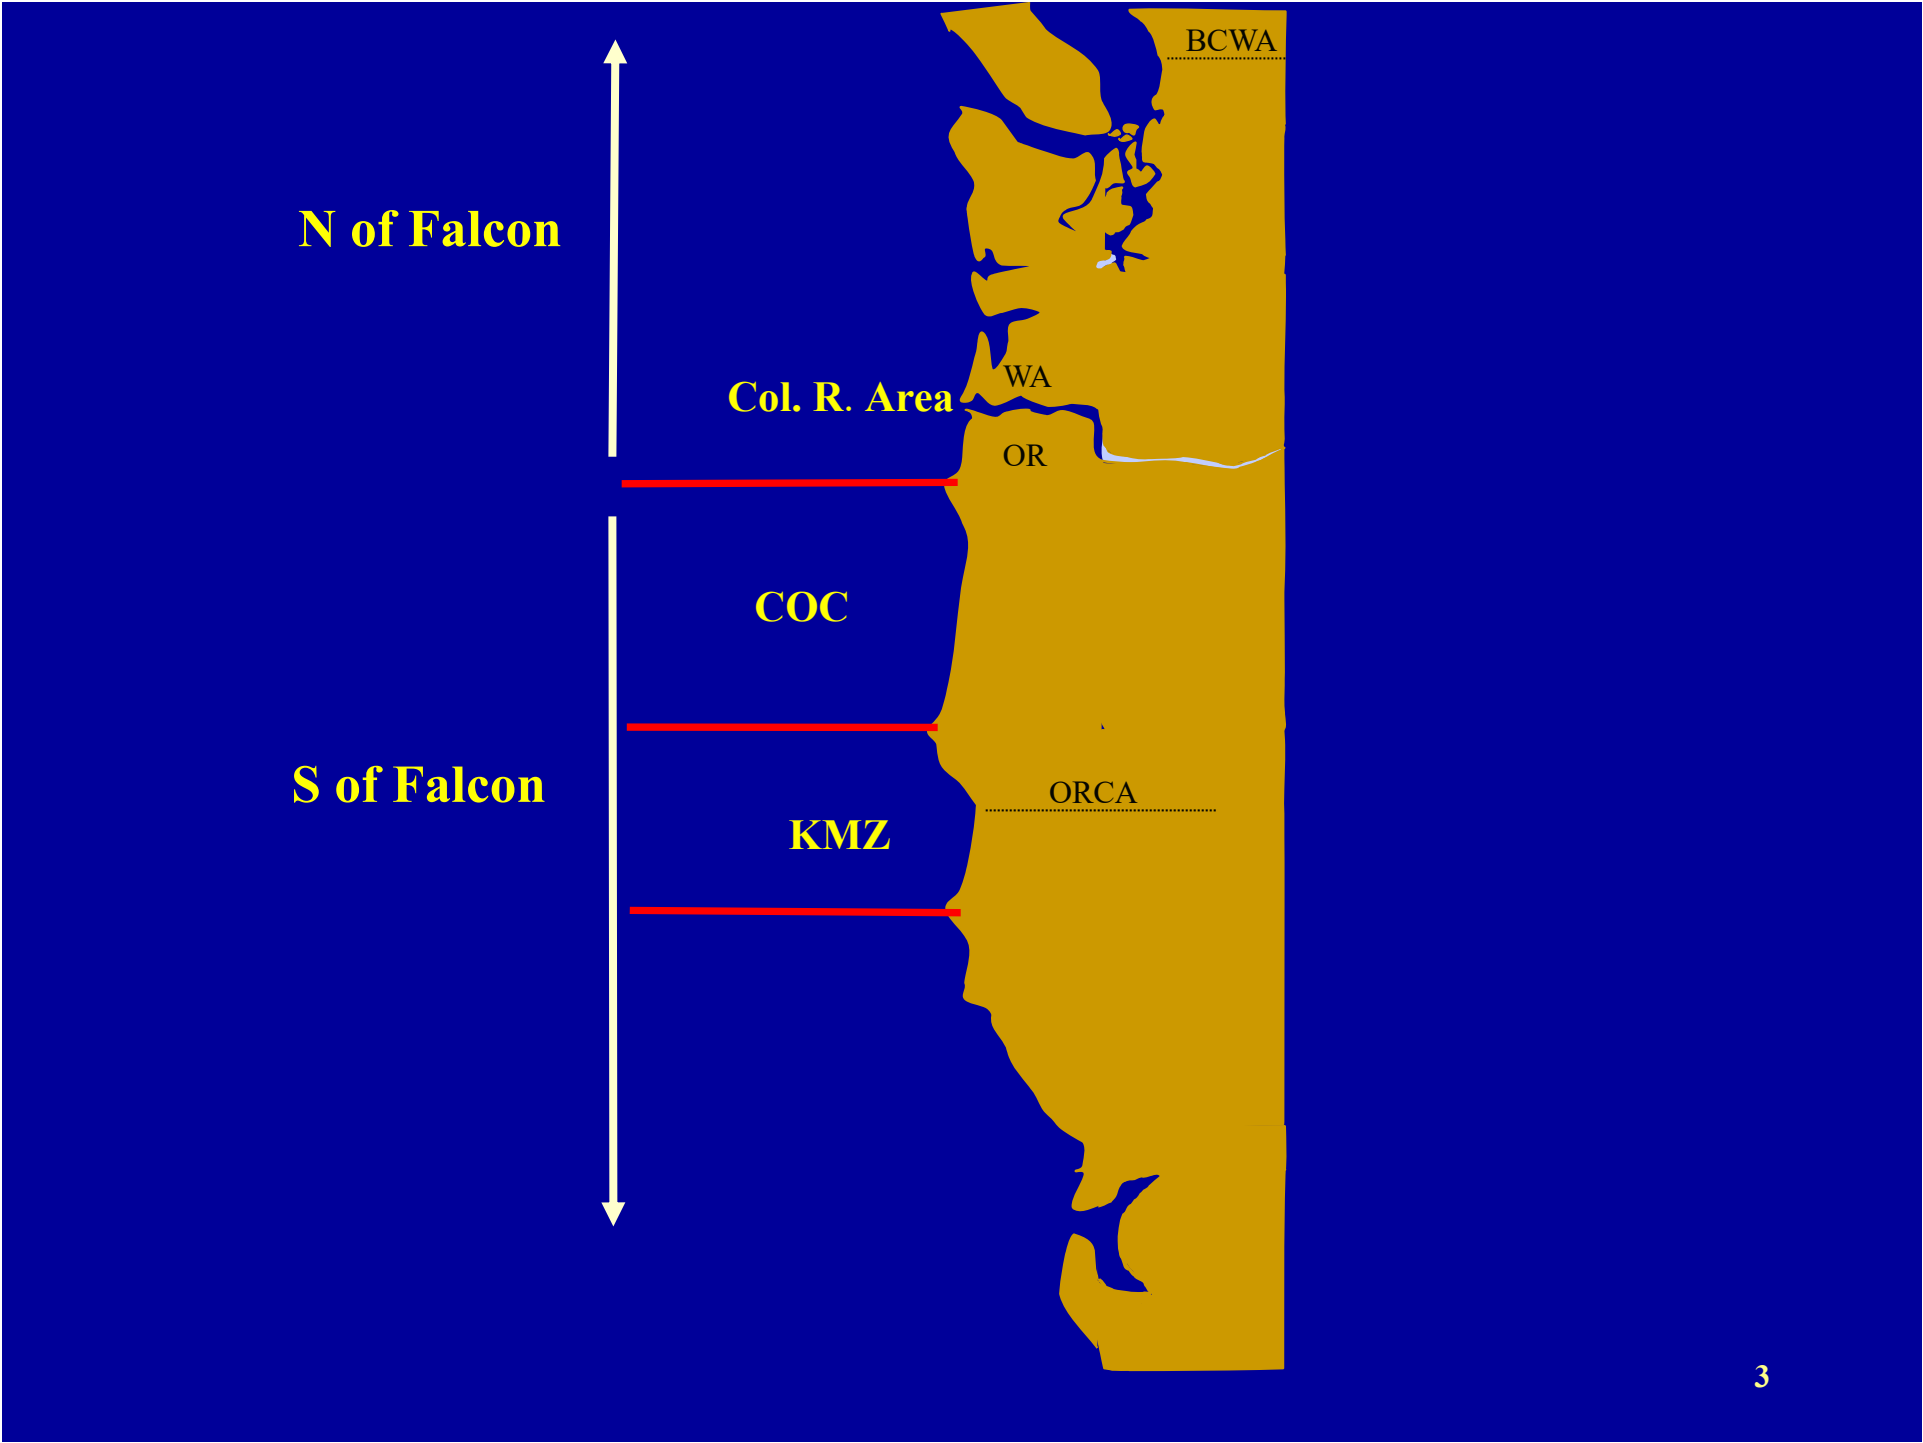 BCWA
N of Falcon
WA
Col. R. Area
OR
COC
S of Falcon
ORCA
KMZ
3